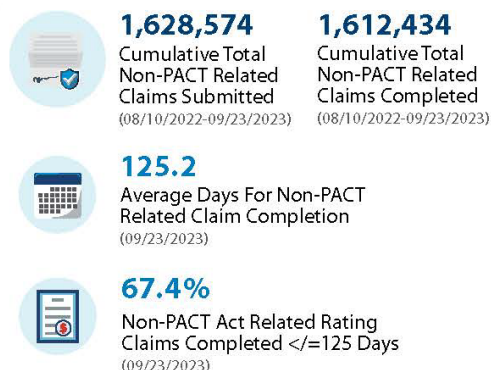 1,628,574
Cumulative Total
Non-PACT Related
Claims Submitted
(08/10/2022-09/23/2023)
1,612,434
Cumulative Total
Non-PACT Related
Claims Completed
(08/10/2022-09/23/2023)
125.2
Average Days For Non-PACT
Related Claim Completion
(09/23/2023)
67.4%
Non-PACT Act Related Rating
Claims Completed </=125 Days
(09/23/2023)